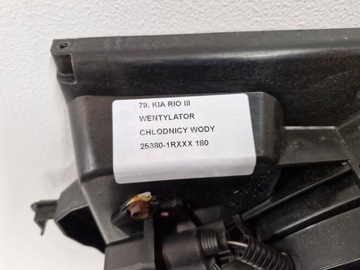 79. KIA RIO III
WENTYLATOR
CHLODNICY WODY
25380-1RXXX 180